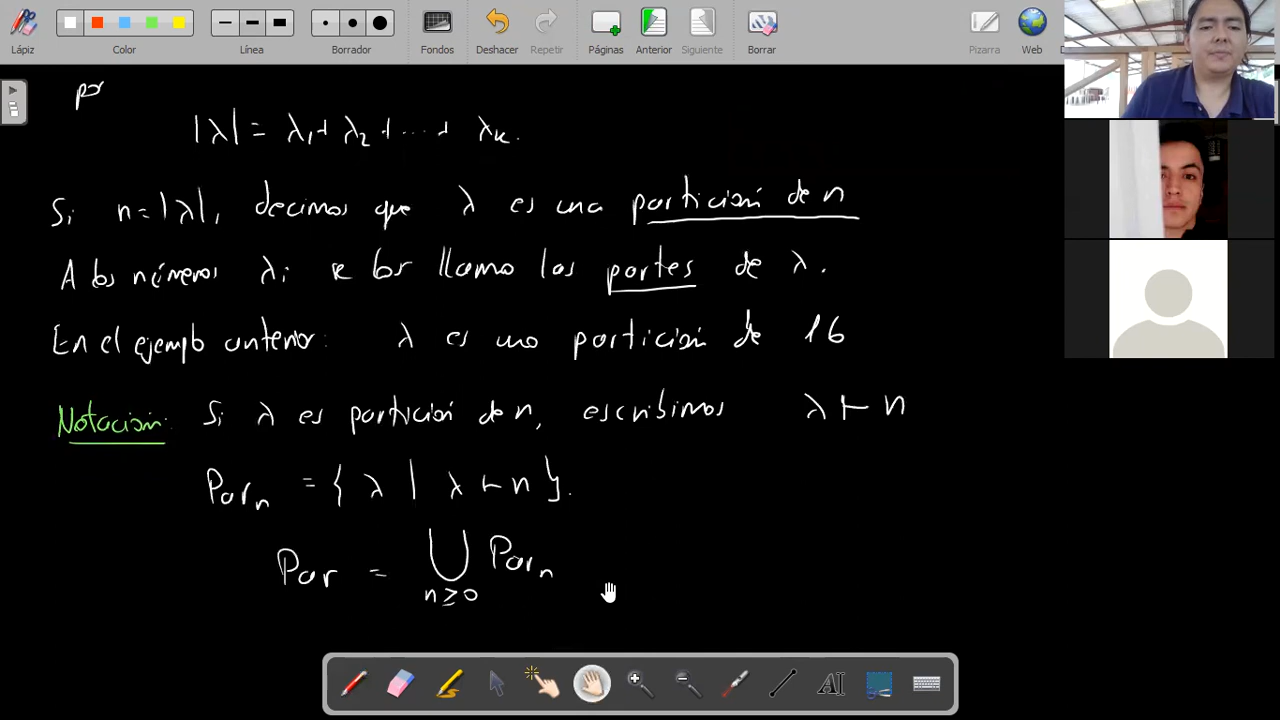 Lápiz Color Línea Borrador Fondos Deshacer Repetir Páginas Anterior Siguiente Borrar Pizarra Web
por
|λ| = λ₁ + λ₂ + ··· + λₖ.
Si n = |λ|, decimos que λ es una partición de n
A los números λᵢ se los llama las partes de λ.
En el ejemplo anterior: λ es una partición de 16
Notación: Si λ es partición de n, escribimos λ ⊢ n
Parₙ = { λ | λ ⊢ n }.
Par = ⋃ Parₙ
n ≥ 0
AI